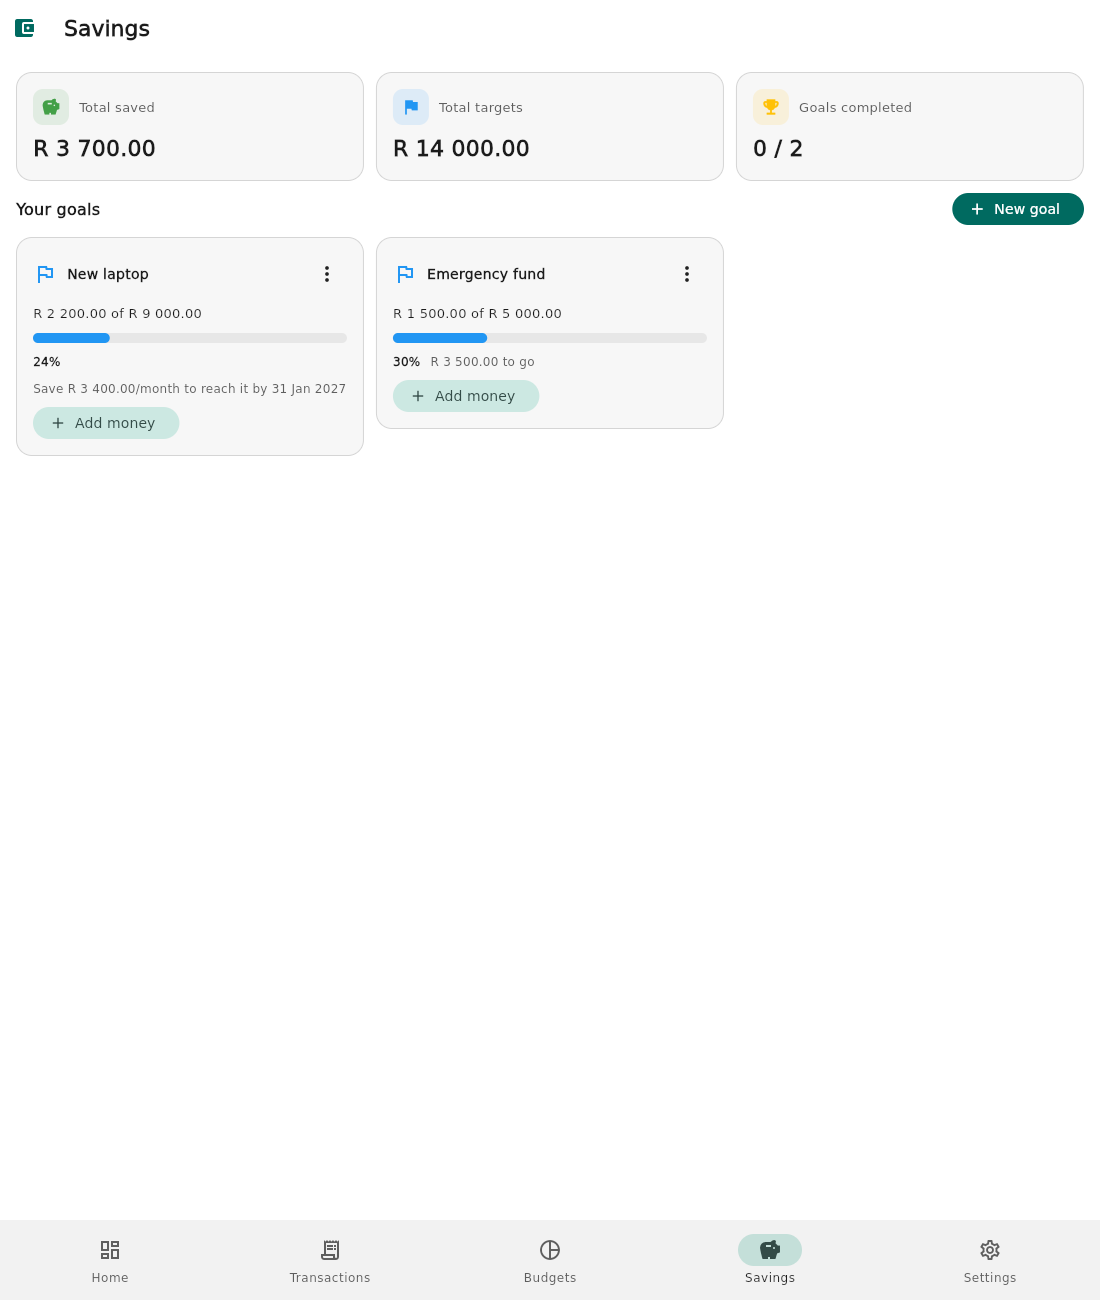 Savings
Total saved
R 3 700.00
Total targets
R 14 000.00
Goals completed
0 / 2
Your goals
New goal
New laptop
R 2 200.00 of R 9 000.00
24%
Save R 3 400.00/month to reach it by 31 Jan 2027
Add money
Emergency fund
R 1 500.00 of R 5 000.00
30% R 3 500.00 to go
Add money
Home
Transactions
Budgets
Savings
Settings